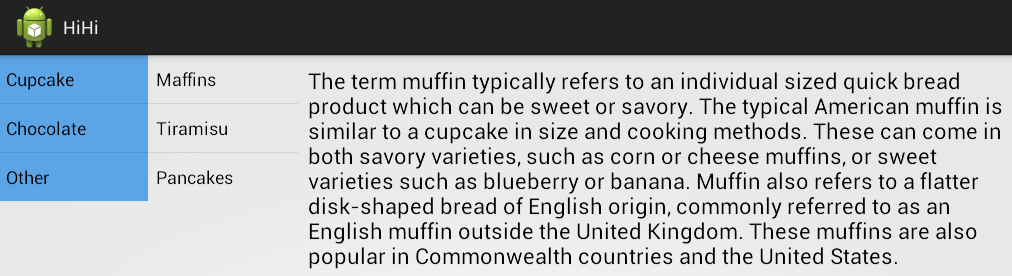 HiHi
Cupcake
Chocolate
Other
Maffins
Tiramisu
Pancakes
The term muffin typically refers to an individual sized quick bread
product which can be sweet or savory. The typical American muffin is
similar to a cupcake in size and cooking methods. These can come in
both savory varieties, such as corn or cheese muffins, or sweet
varieties such as blueberry or banana. Muffin also refers to a flatter
disk-shaped bread of English origin, commonly referred to as an
English muffin outside the United Kingdom. These muffins are also
popular in Commonwealth countries and the United States.